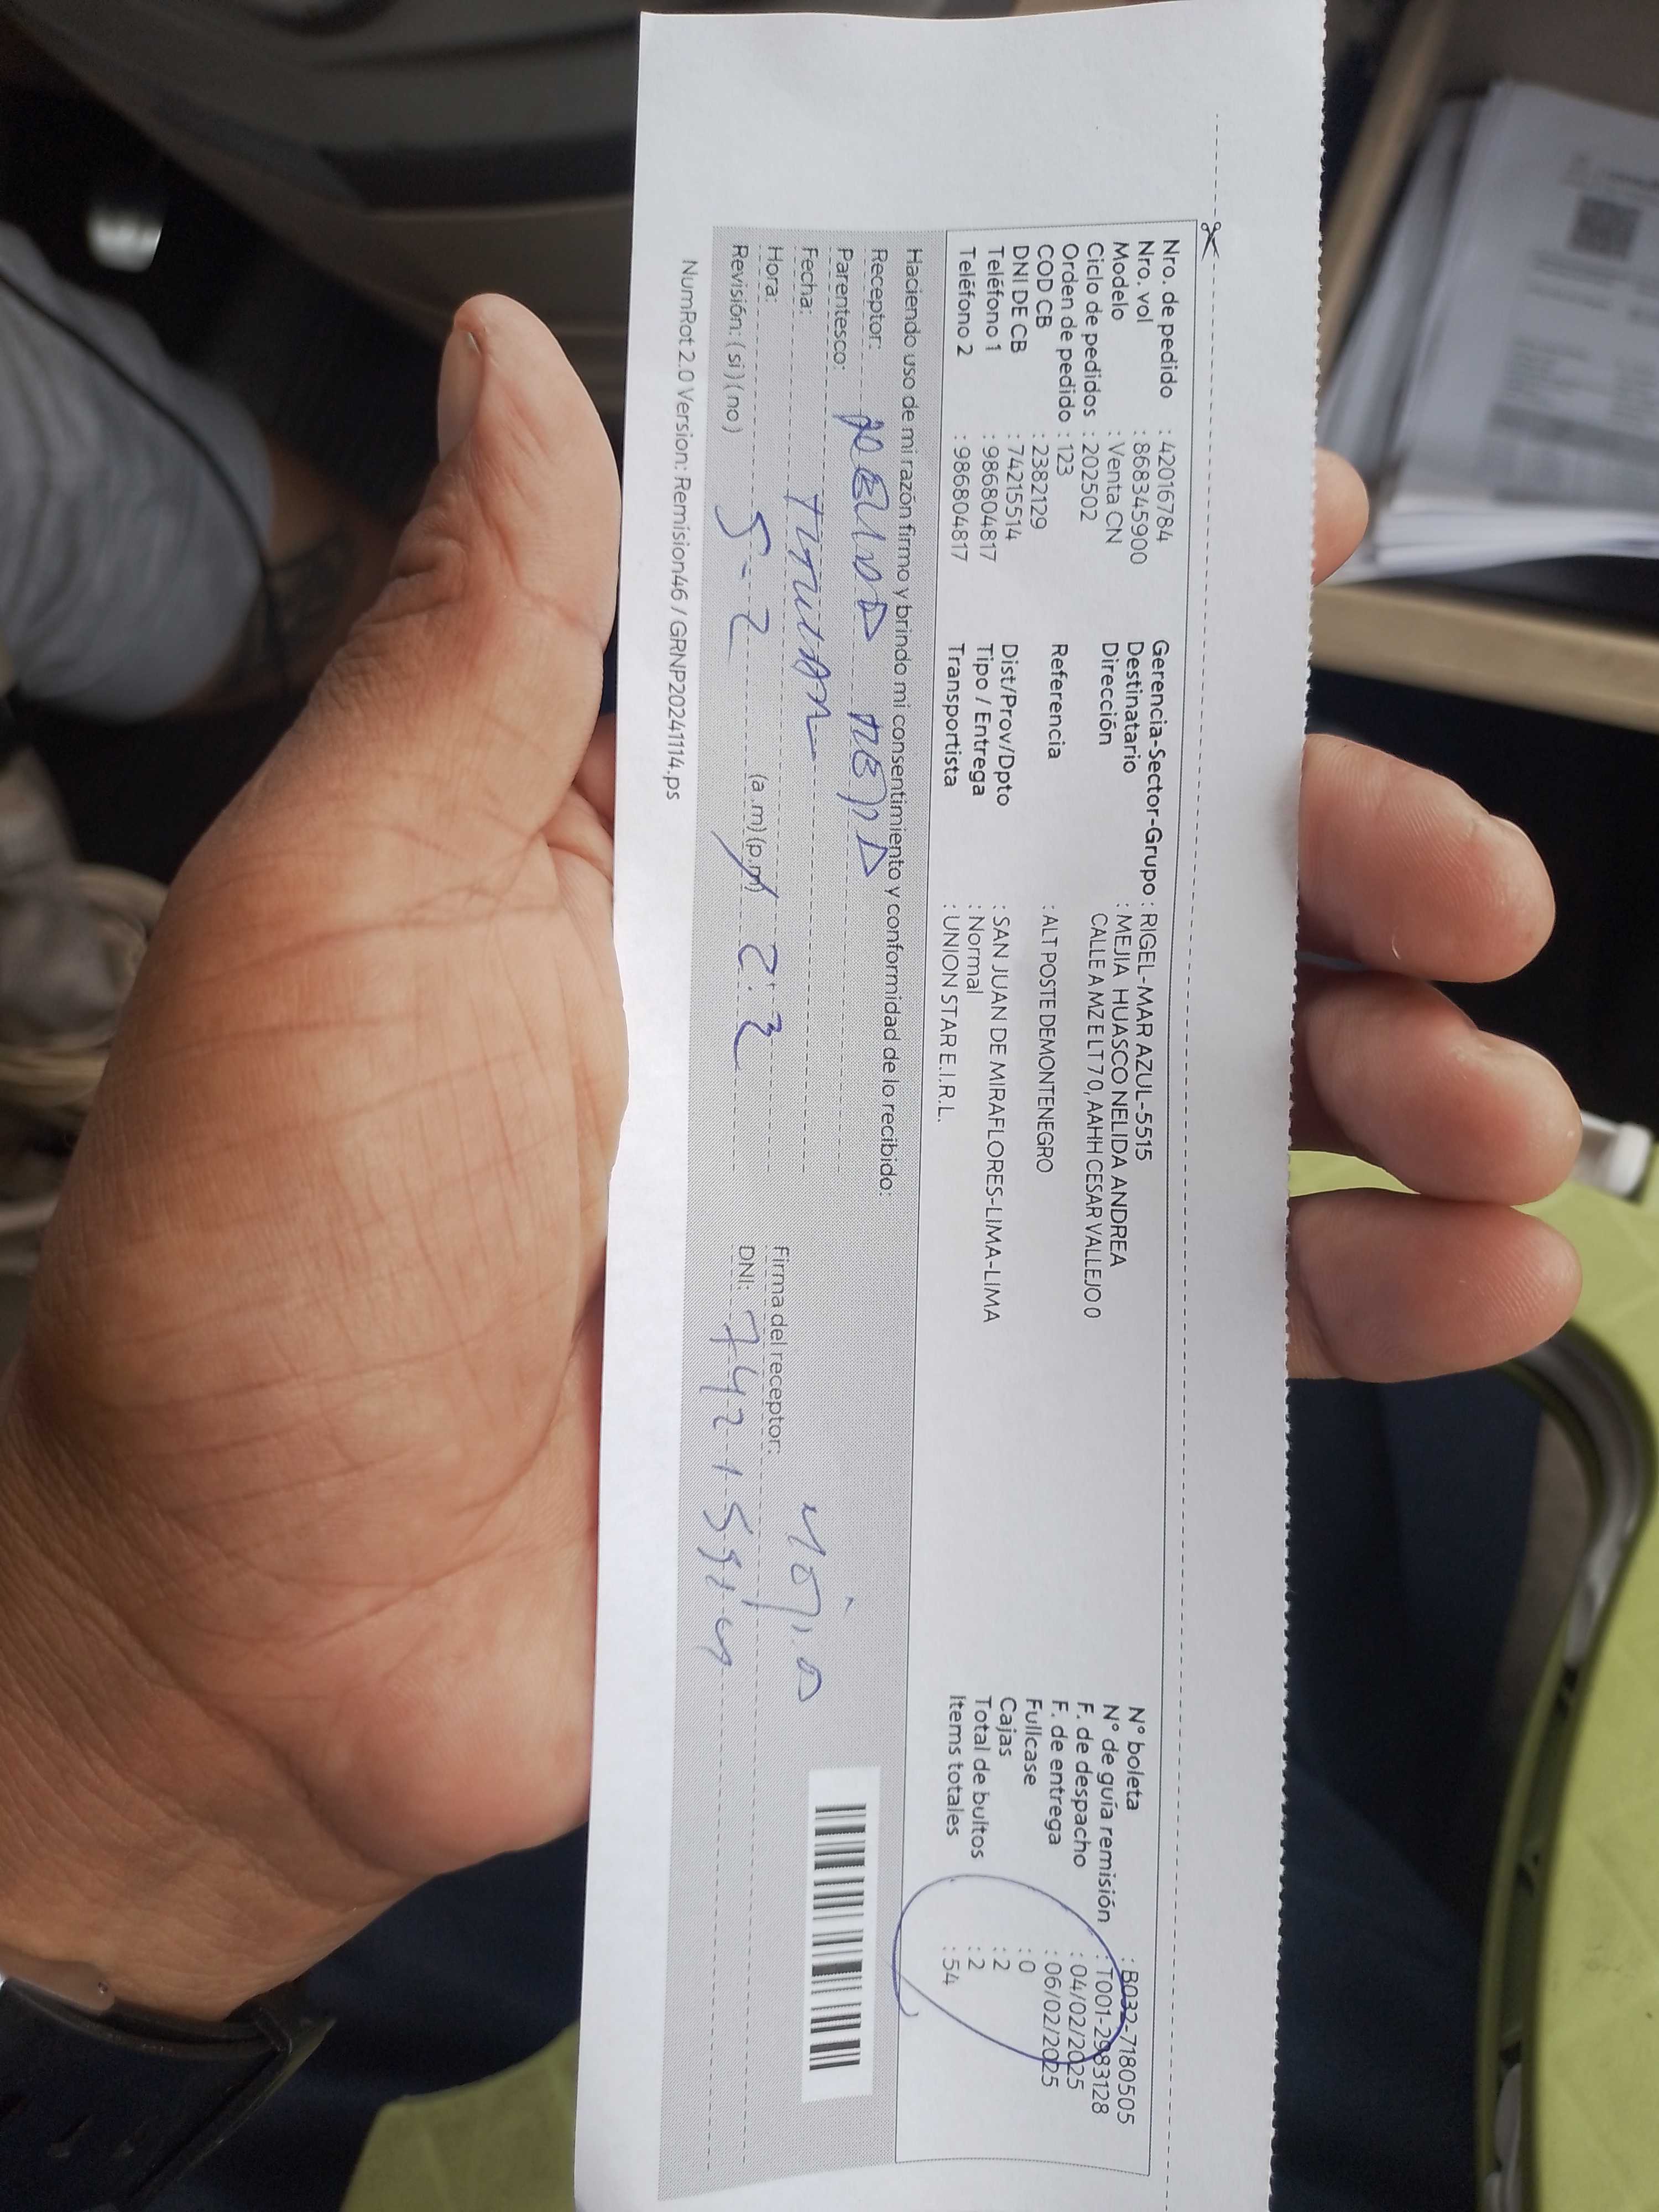 Nro. de pedido : 42016784
Nro. vol : 868345900
Modelo : Venta CN
Ciclo de pedidos : 202502
Orden de pedido : 123
COD CB : 2382129
DNI DE CB : 74215514
Teléfono 1 : 986804817
Teléfono 2 : 986804817
Gerencia-Sector-Grupo : RIGEL-MAR AZUL-5515
Destinatario : MEJIA HUASCO NELIDA ANDREA
Dirección CALLE A MZ E LT 70, AAHH CESAR VALLEJO 0
Referencia : ALT POSTE DEMONTENEGRO
Dist/Prov/Dpto : SAN JUAN DE MIRAFLORES-LIMA-LIMA
Tipo / Entrega : Normal
Transportista : UNION STAR E.I.R.L.
N° boleta : B032-7180505
N° de guía remisión : T001-2983128
F. de despacho : 04/02/2025
F. de entrega : 06/02/2025
Fullcase : 0
Cajas : 2
Total de bultos : 2
Items totales : 54
Haciendo uso de mi razón firmo y brindo mi consentimiento y conformidad de lo recibido:
Receptor:
Parentesco:
Fecha:
Hora: 5-2 (a.m)(p.m)
Revisión: (si)(no)
Firma del receptor:
DNI:
NumRot 2.0 Version: Remision46 / GRNP20241114.ps